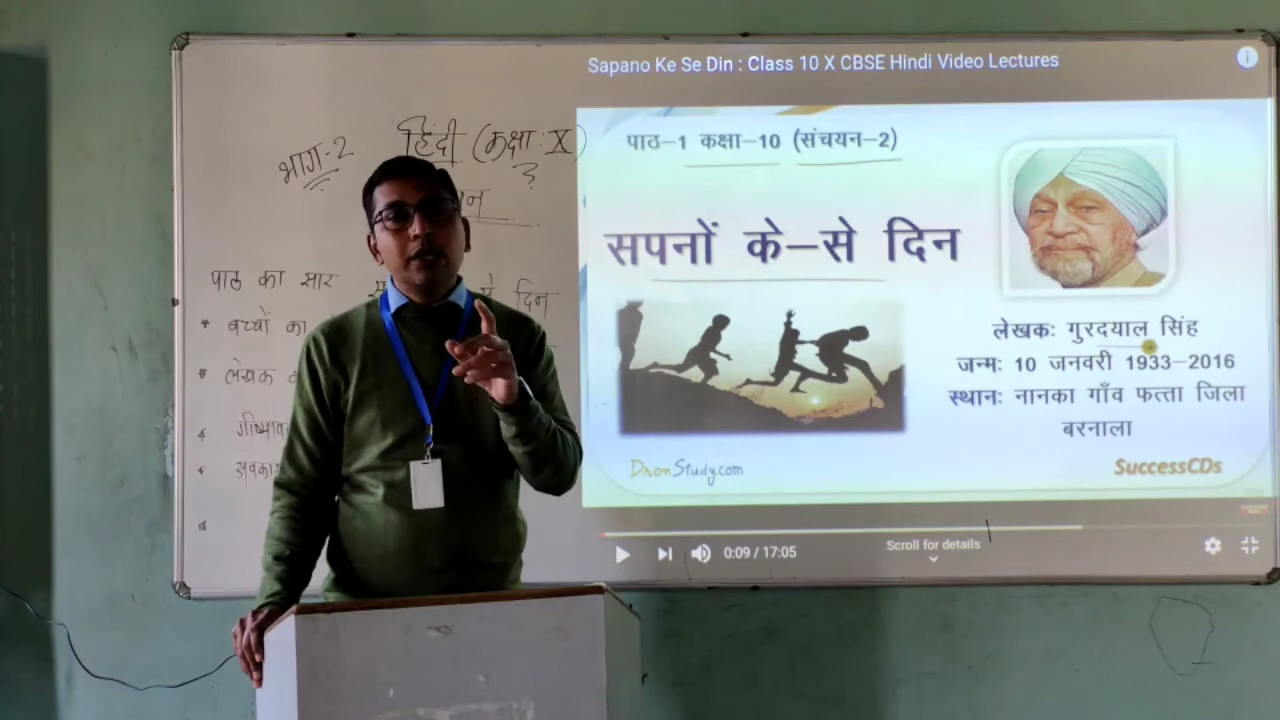 भाग-2 हिंदी (कक्षा: X)
पाठ का सार
दिन
* बच्चों का
* लेखक
Sapano Ke Se Din : Class 10 X CBSE Hindi Video Lectures
पाठ–1 कक्षा–10 (संचयन–2)
सपनों के–से दिन
लेखकः गुरदयाल सिंह
जन्मः 10 जनवरी 1933–2016
स्थानः नानका गाँव फत्ता जिला
बरनाला
DronStudy.com
SuccessCDs
0:09 / 17:05
Scroll for details